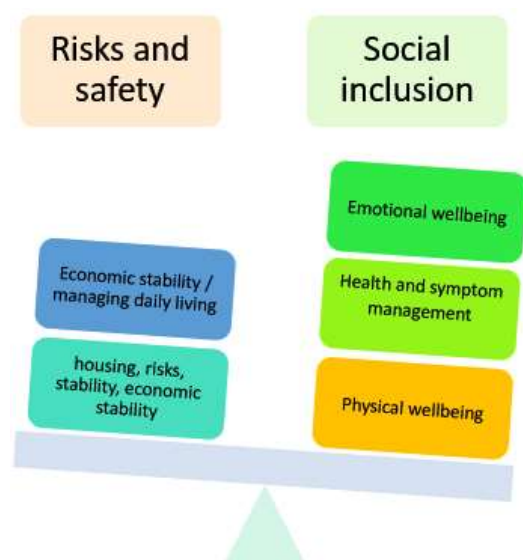 Risks and
safety
Social
inclusion
Economic stability /
managing daily living
housing, risks,
stability, economic
stability
Emotional wellbeing
Health and symptom
management
Physical wellbeing